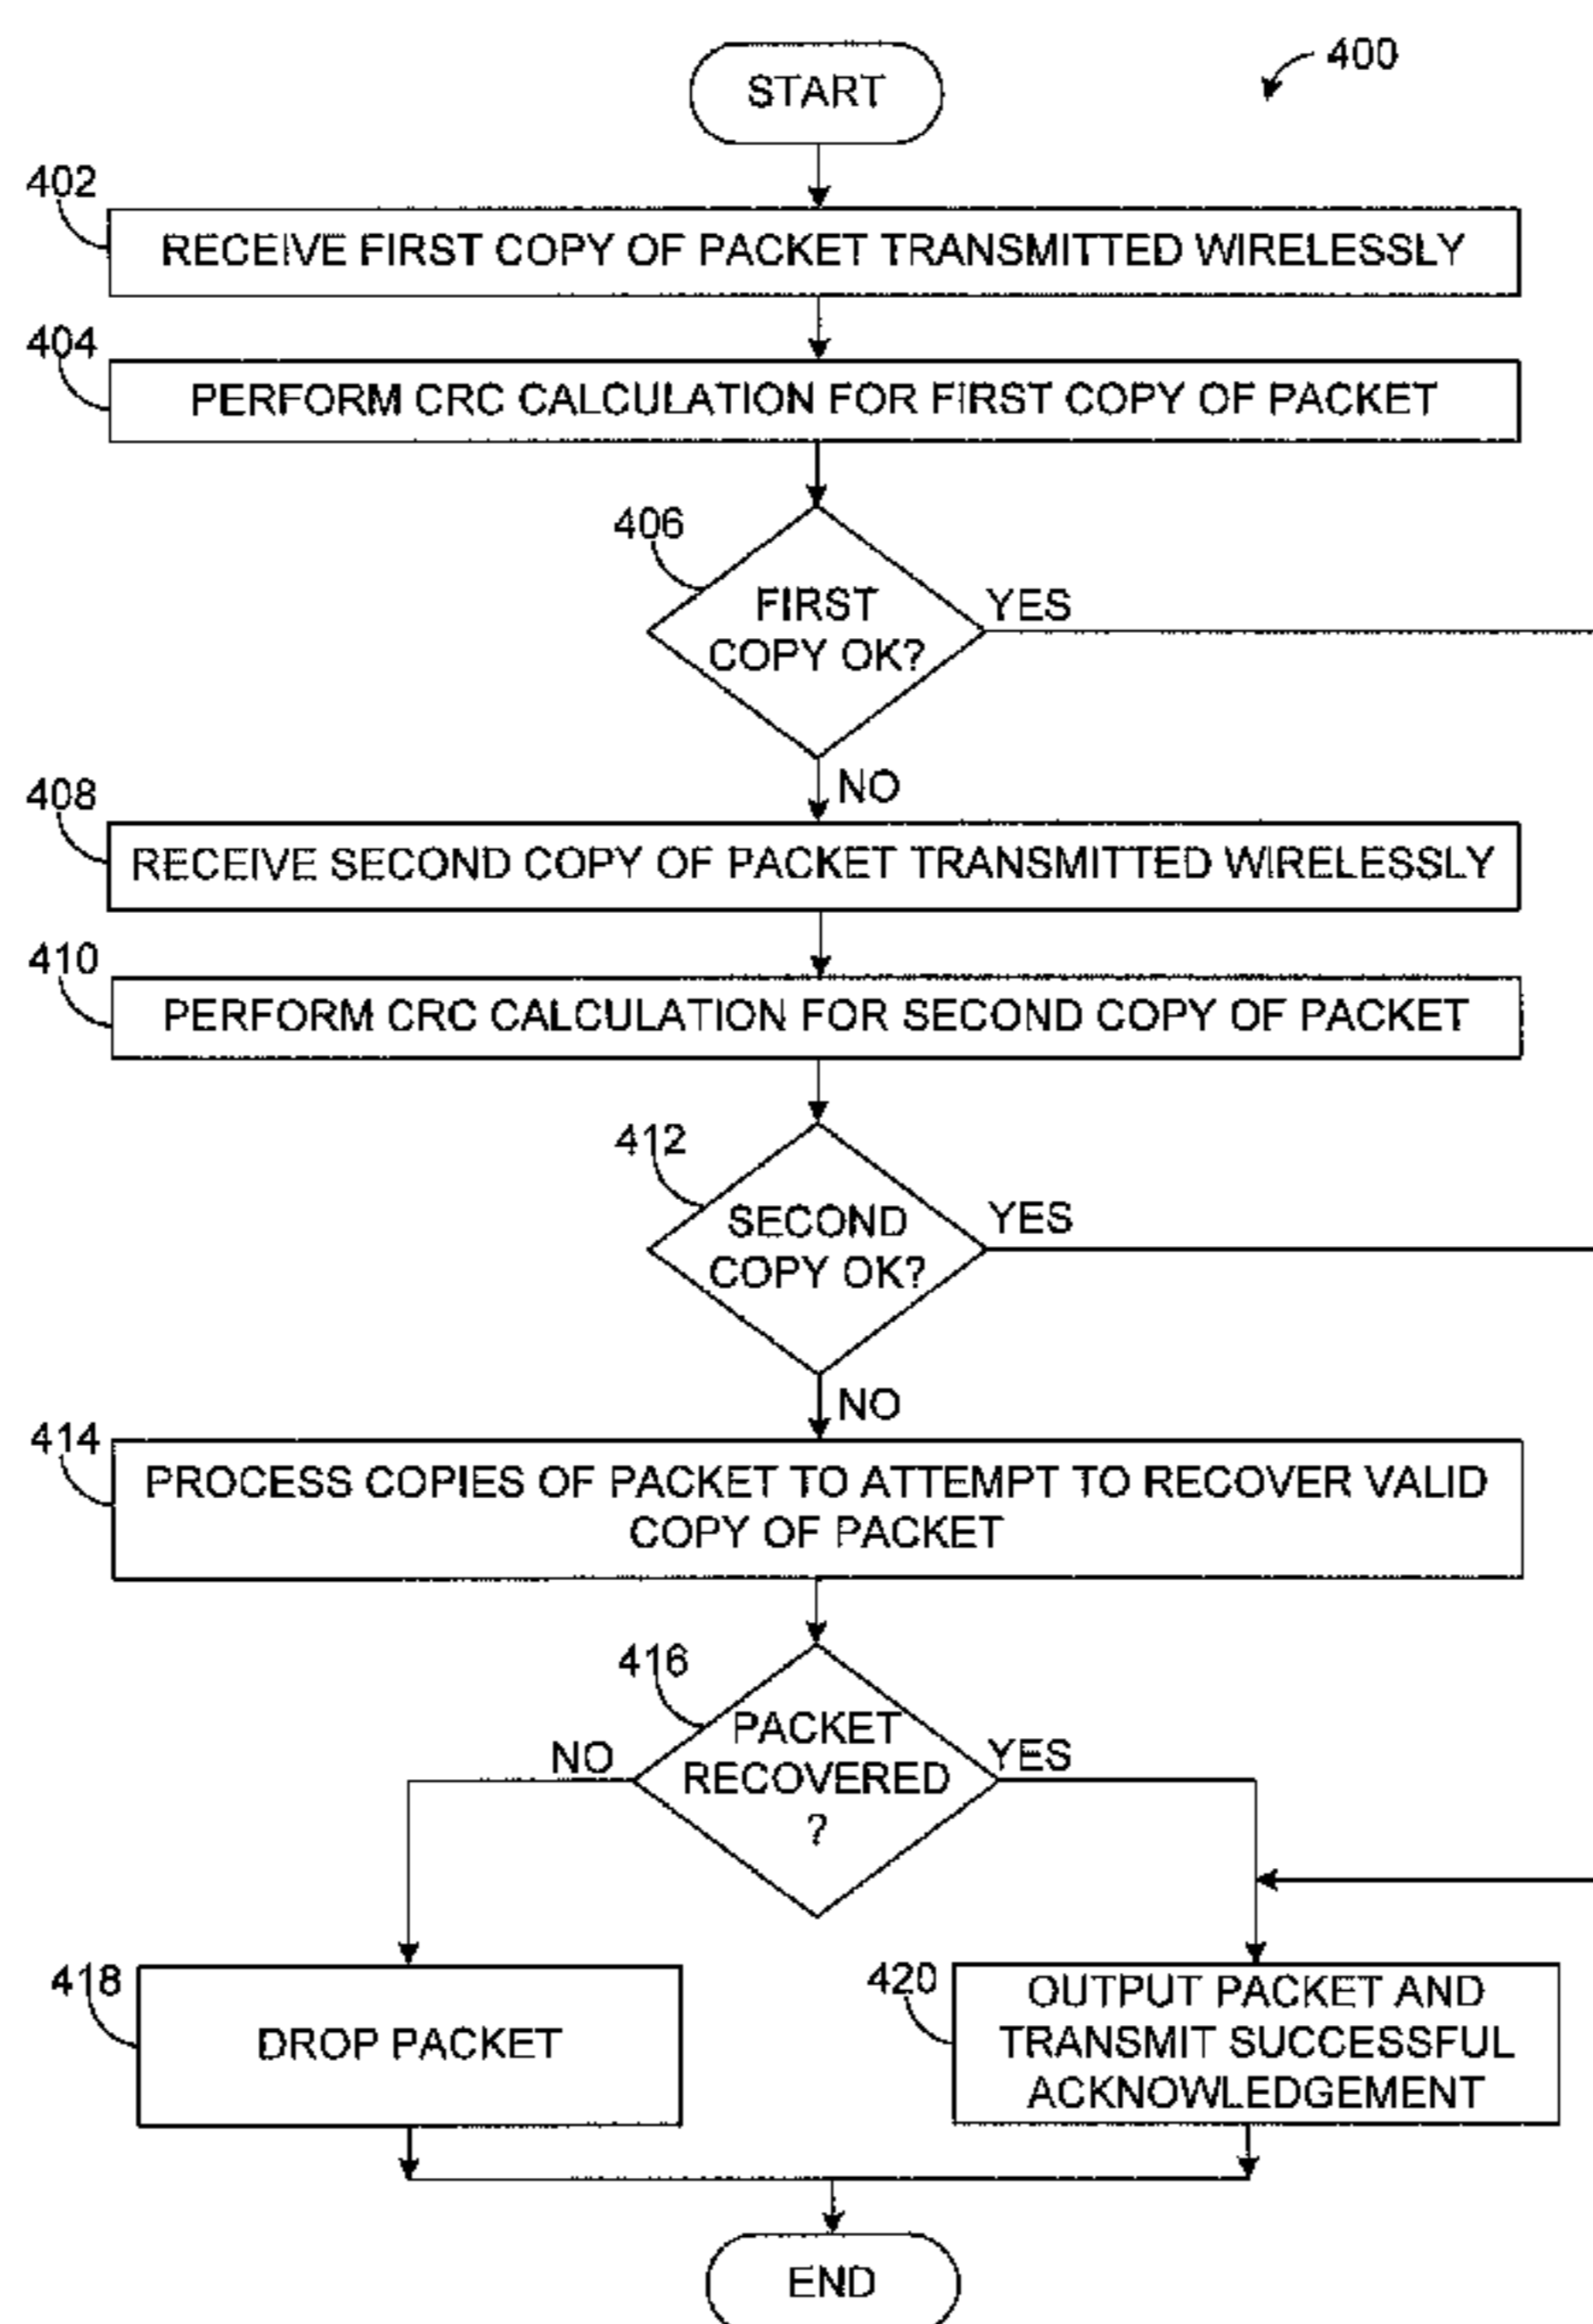 START
400
402
RECEIVE FIRST COPY OF PACKET TRANSMITTED WIRELESSLY
404
PERFORM CRC CALCULATION FOR FIRST COPY OF PACKET
406
FIRST
COPY OK?
YES
NO
408
RECEIVE SECOND COPY OF PACKET TRANSMITTED WIRELESSLY
410
PERFORM CRC CALCULATION FOR SECOND COPY OF PACKET
412
SECOND
COPY OK?
YES
NO
414
PROCESS COPIES OF PACKET TO ATTEMPT TO RECOVER VALID
COPY OF PACKET
416
PACKET
RECOVERED
?
NO
YES
418
DROP PACKET
420
OUTPUT PACKET AND
TRANSMIT SUCCESSFUL
ACKNOWLEDGEMENT
END